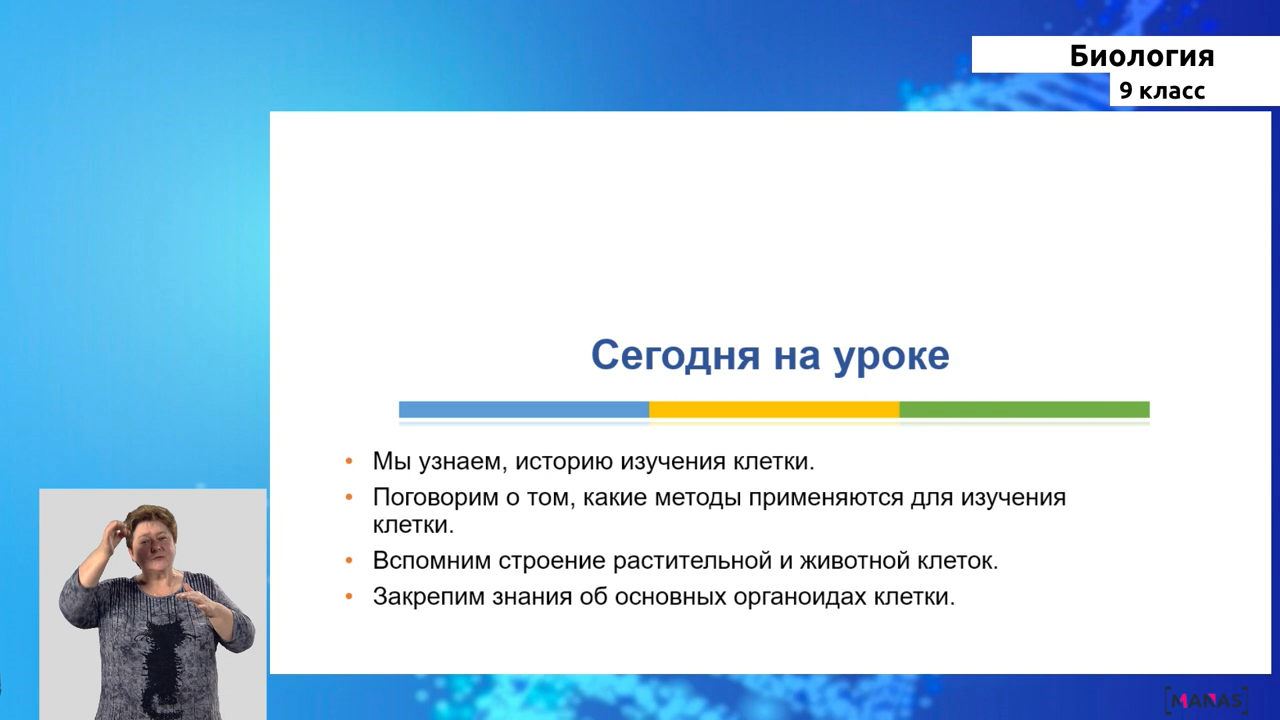 Биология
9 класс
Сегодня на уроке
• Мы узнаем, историю изучения клетки.
• Поговорим о том, какие методы применяются для изучения
клетки.
• Вспомним строение растительной и животной клеток.
• Закрепим знания об основных органоидах клетки.
[MANAS]